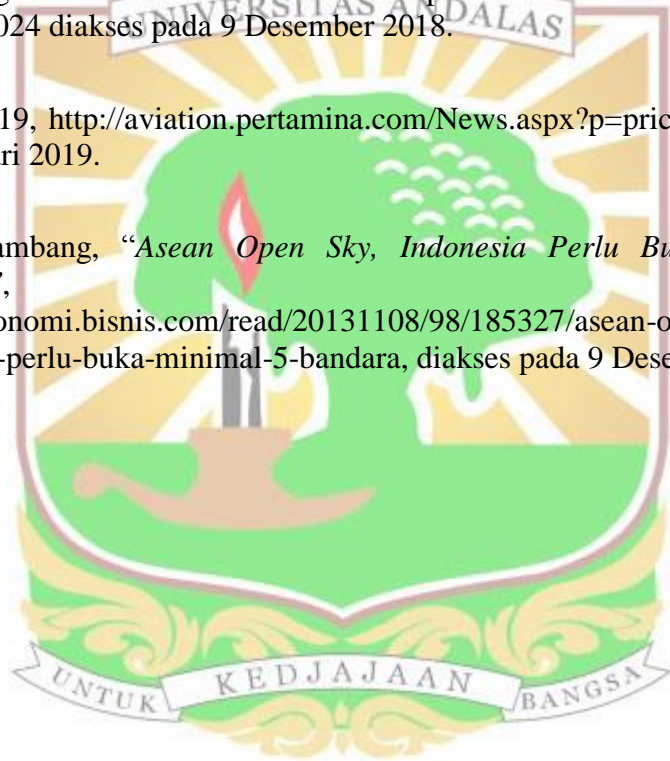 UNIVERSITAS ANDALAS
024 diakses pada 9 Desember 2018.
19, http://aviation.pertamina.com/News.aspx?p=pric
ri 2019.
ambang, “Asean Open Sky, Indonesia Perlu Bu
”,
onomi.bisnis.com/read/20131108/98/185327/asean-o
-perlu-buka-minimal-5-bandara, diakses pada 9 Dese
UNTUK KEDJAJAAN BANGSA